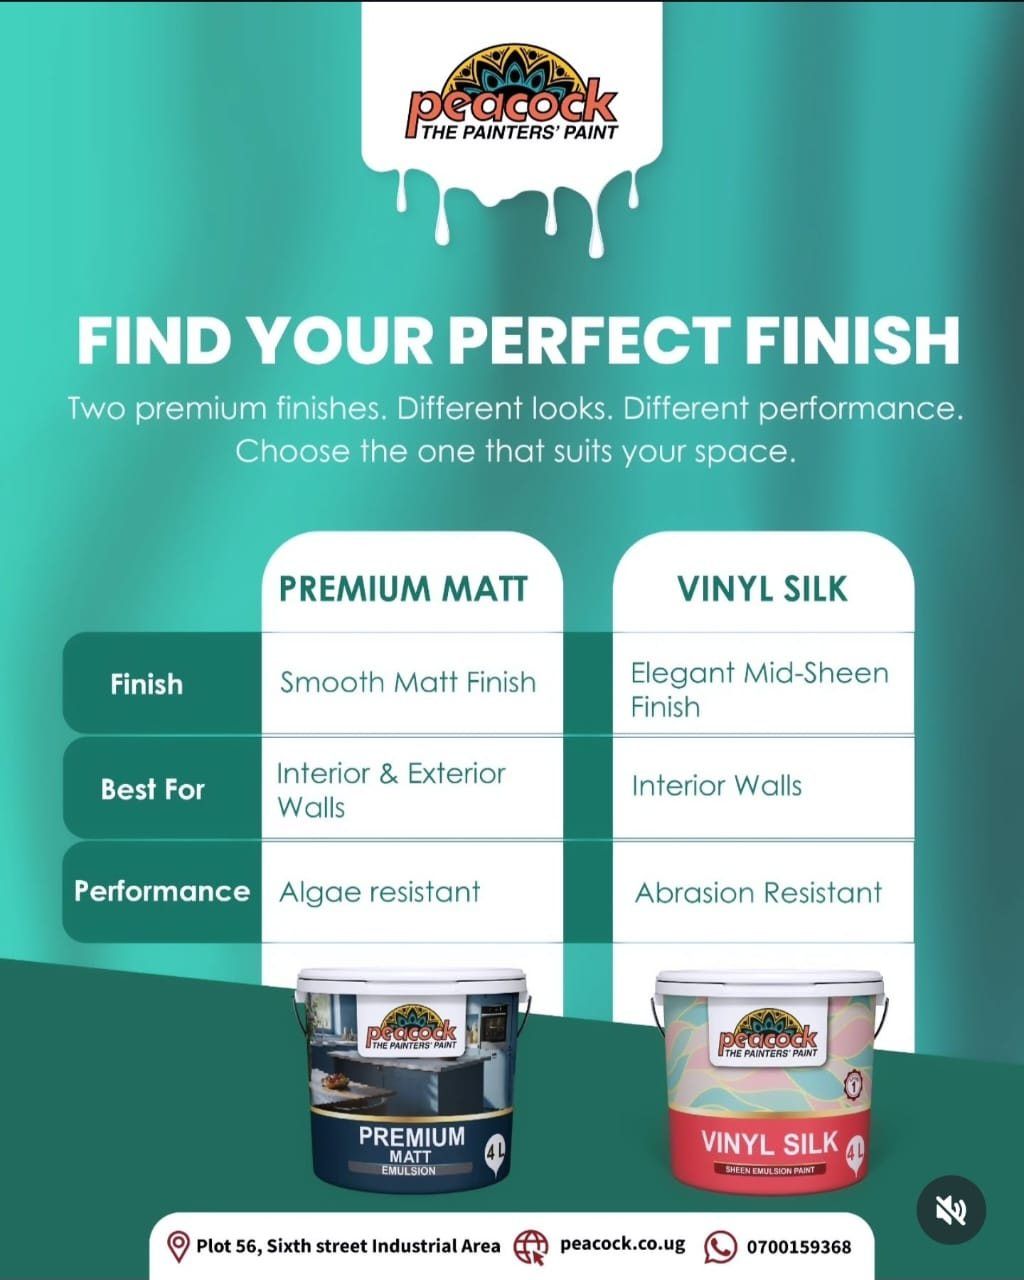 peacock
THE PAINTERS' PAINT
FIND YOUR PERFECT FINISH
Two premium finishes. Different looks. Different performance.
Choose the one that suits your space.
PREMIUM MATT
VINYL SILK
Finish
Smooth Matt Finish
Elegant Mid-Sheen
Finish
Best For
Interior & Exterior
Walls
Interior Walls
Performance
Algae resistant
Abrasion Resistant
peacock
THE PAINTERS' PAINT
PREMIUM
MATT
EMULSION
4 L
peacock
THE PAINTERS' PAINT
1
VINYL SILK
SHEEN EMULSION PAINT
4 L
Plot 56, Sixth street Industrial Area
peacock.co.ug
0700159368